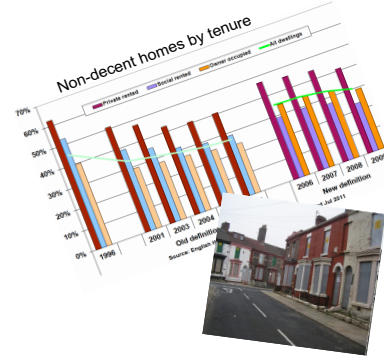 Non-decent homes by tenure
Private rented
Social rented
Owner occupied
All dwellings
70%
60%
50%
40%
30%
20%
10%
0%
1996
2001
2003
2004
2006
2007
2008
2009
Old definition
New definition
Source: English
Jul 2011